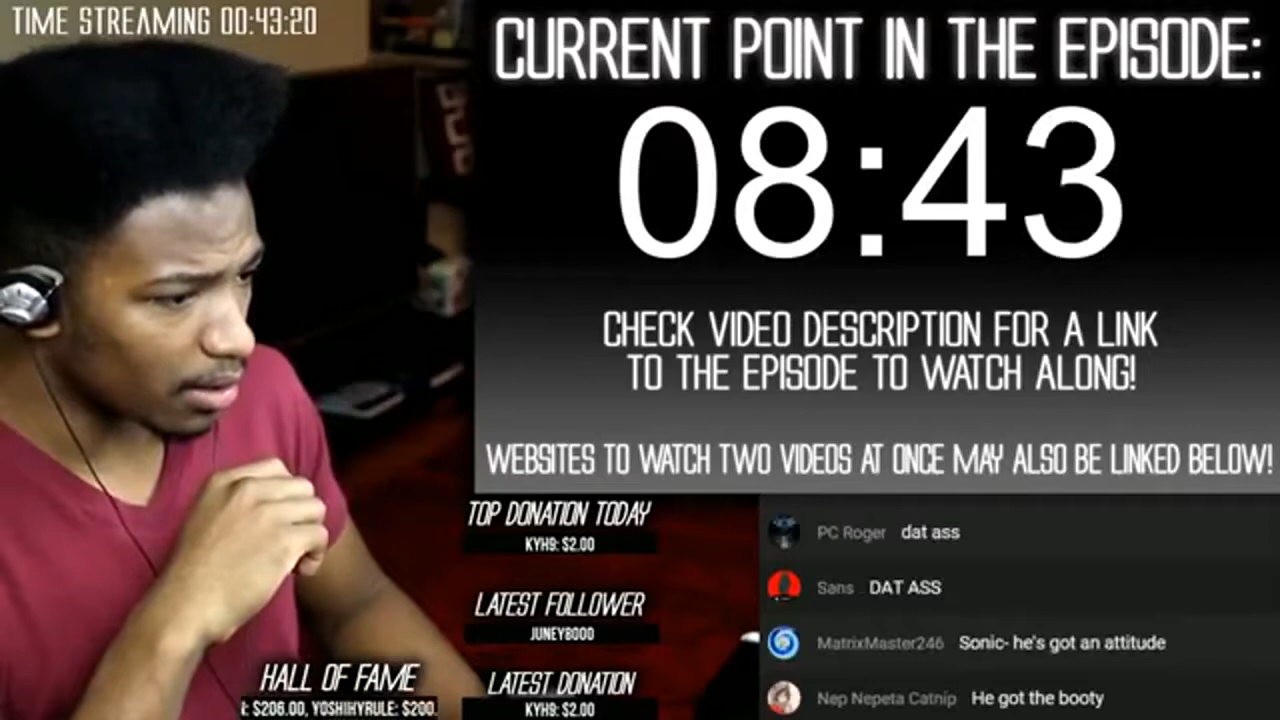 TIME STREAMING 00:43:20
CURRENT POINT IN THE EPISODE:
08:43
CHECK VIDEO DESCRIPTION FOR A LINK
TO THE EPISODE TO WATCH ALONG!
WEBSITES TO WATCH TWO VIDEOS AT ONCE MAY ALSO BE LINKED BELOW!
TOP DONATION TODAY
KYH9: $2.00
LATEST FOLLOWER
JUNEY8000
LATEST DONATION
KYH9: $2.00
HALL OF FAME
: $206.00, YOSHIHYRULE: $200.
PC Roger dat ass
Sans DAT ASS
MatrixMaster246 Sonic- he's got an attitude
Nep Nepeta Catnip He got the booty